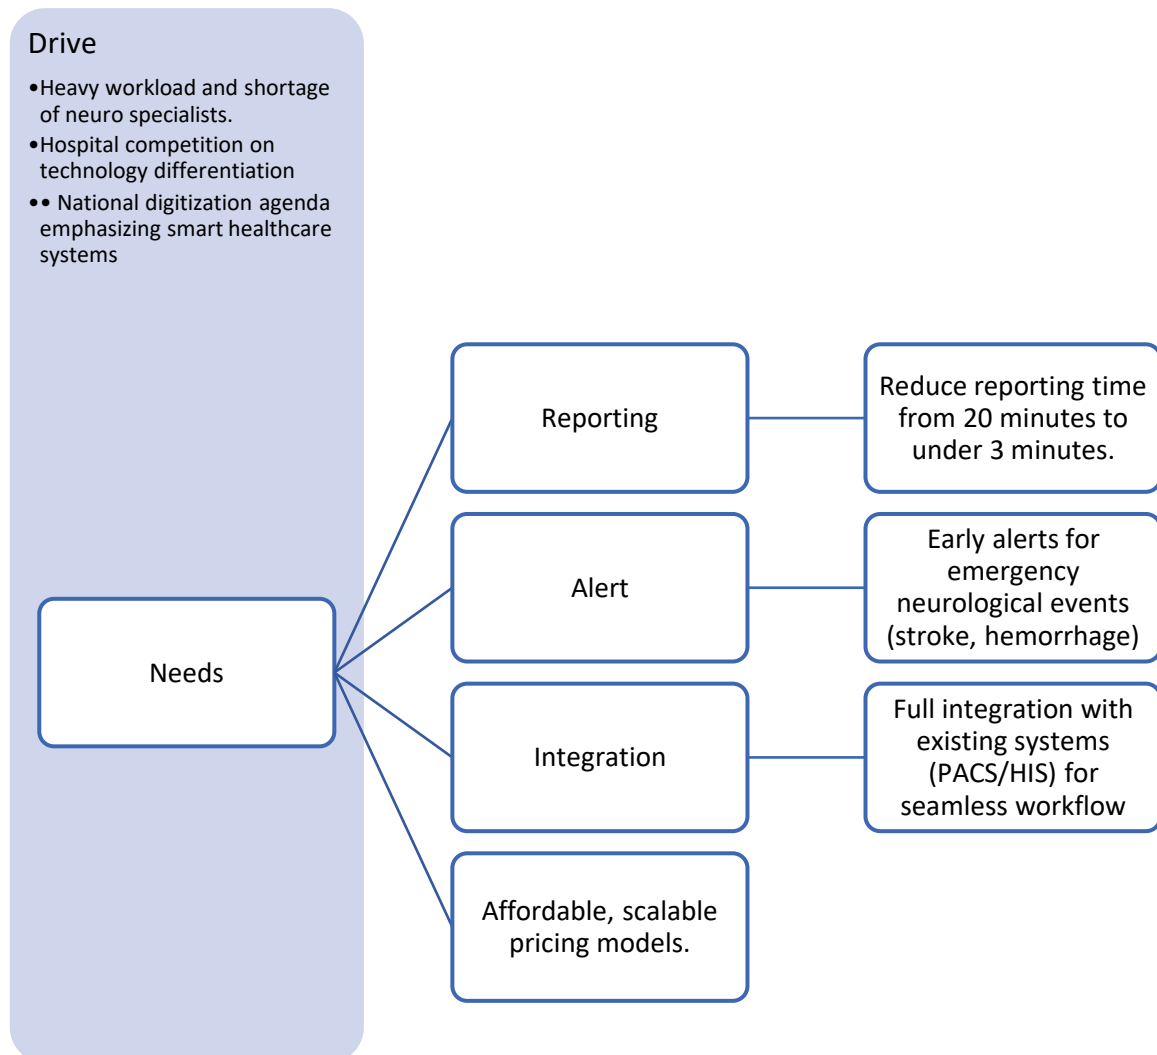 Drive
•Heavy workload and shortage
of neuro specialists.
•Hospital competition on
technology differentiation
•• National digitization agenda
emphasizing smart healthcare
systems
Needs
Reporting
Reduce reporting time
from 20 minutes to
under 3 minutes.
Alert
Early alerts for
emergency
neurological events
(stroke, hemorrhage)
Integration
Full integration with
existing systems
(PACS/HIS) for
seamless workflow
Affordable, scalable
pricing models.